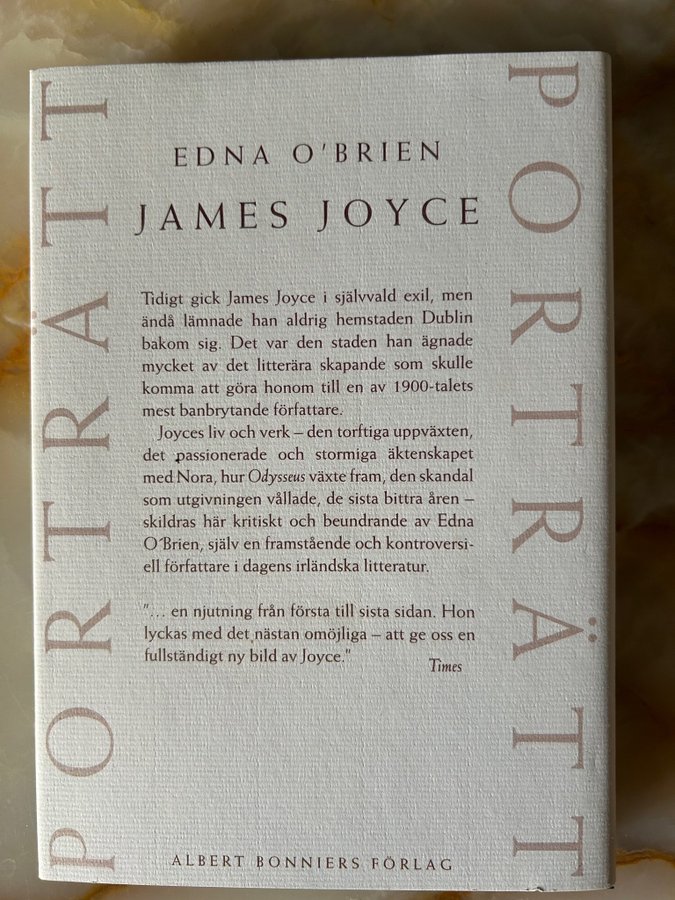 PORTRÄTT
EDNA O'BRIEN
JAMES JOYCE
Tidigt gick James Joyce i självvald exil, men
ändå lämnade han aldrig hemstaden Dublin
bakom sig. Det var den staden han ägnade
mycket av det litterära skapande som skulle
komma att göra honom till en av 1900-talets
mest banbrytande författare.
Joyces liv och verk – den torftiga uppväxten,
det passionerade och stormiga äktenskapet
med Nora, hur Odysseus växte fram, den skandal
som utgivningen vållade, de sista bittra åren –
skildras här kritiskt och beundrande av Edna
O'Brien, själv en framstående och kontroversi-
ell författare i dagens irländska litteratur.
"... en njutning från första till sista sidan. Hon
lyckas med det nästan omöjliga – att ge oss en
fullständigt ny bild av Joyce."
Times
ALBERT BONNIERS FÖRLAG
PORTRÄTT